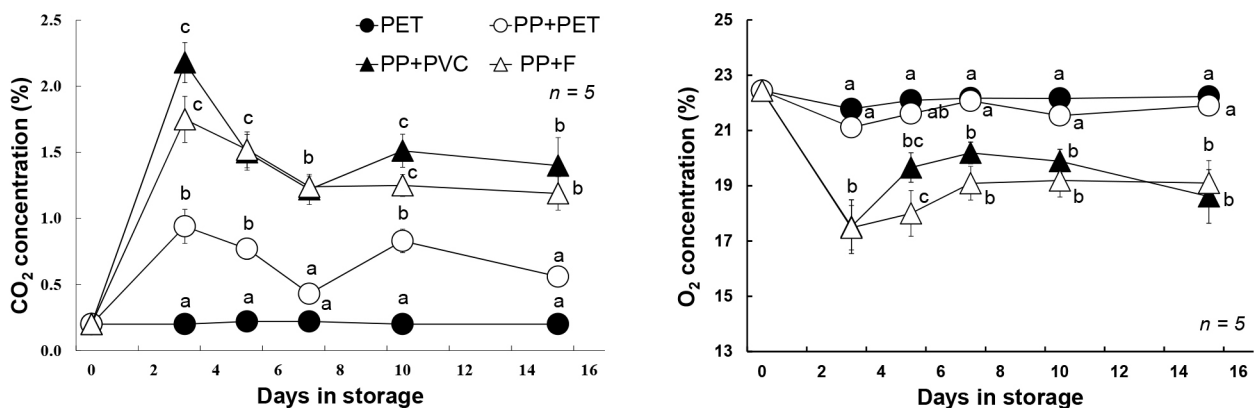 2.5
2.0
1.5
1.0
0.5
0.0
CO2 concentration (%)
0 2 4 6 8 10 12 14 16
Days in storage
PET PP+PET
PP+PVC PP+F
n = 5
c
c
b
a
c
b
a
b
a
a
c
c
b
a
b
b
a
a
25
23
21
19
17
15
13
O2 concentration (%)
0 2 4 6 8 10 12 14 16
Days in storage
n = 5
a
a
b
a
ab
bc
c
a
a
b
b
a
a
b
b
a
a
b
b